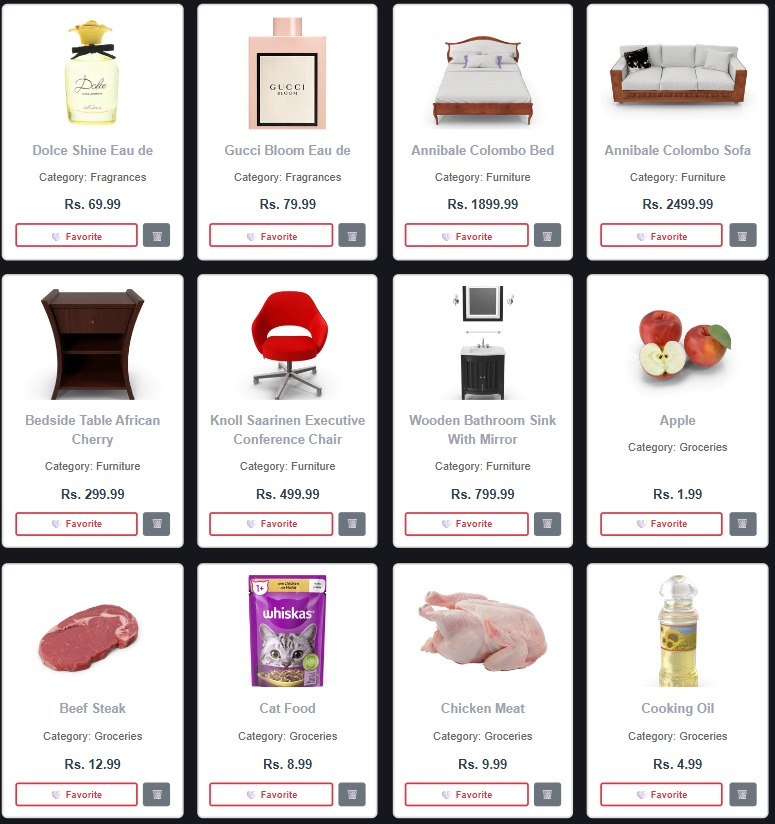 Dolce
shine
GUCCI
BLOOM
Dolce Shine Eau de
Category: Fragrances
Rs. 69.99
Favorite
Gucci Bloom Eau de
Category: Fragrances
Rs. 79.99
Favorite
Annibale Colombo Bed
Category: Furniture
Rs. 1899.99
Favorite
Annibale Colombo Sofa
Category: Furniture
Rs. 2499.99
Favorite
Bedside Table African
Cherry
Category: Furniture
Rs. 299.99
Favorite
Knoll Saarinen Executive
Conference Chair
Category: Furniture
Rs. 499.99
Favorite
Wooden Bathroom Sink
With Mirror
Category: Furniture
Rs. 799.99
Favorite
Apple
Category: Groceries
Rs. 1.99
Favorite
Beef Steak
Category: Groceries
Rs. 12.99
Favorite
1+
whiskas
Cat Food
Category: Groceries
Rs. 8.99
Favorite
Chicken Meat
Category: Groceries
Rs. 9.99
Favorite
Cooking Oil
Category: Groceries
Rs. 4.99
Favorite